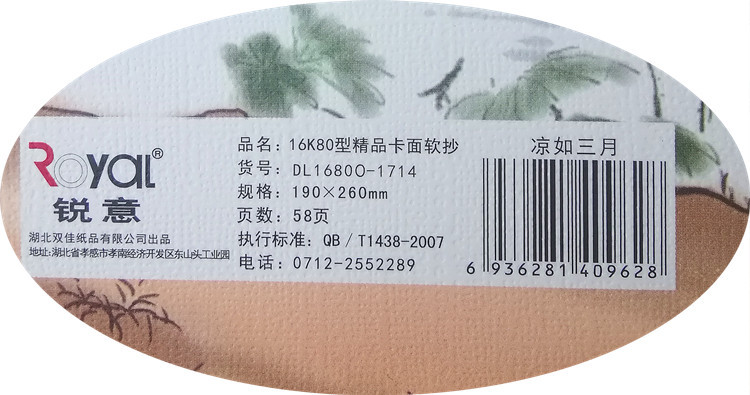 Royal®
锐意
湖北双佳纸品有限公司出品
地址:湖北省孝感市孝南经济开发区东山头工业园
品名: 16K80型精品卡面软抄
货号: DL1680O-1714
规格: 190×260mm
页数: 58页
执行标准: QB/T1438-2007
电话: 0712-2552289
凉如三月
6 936281 409628